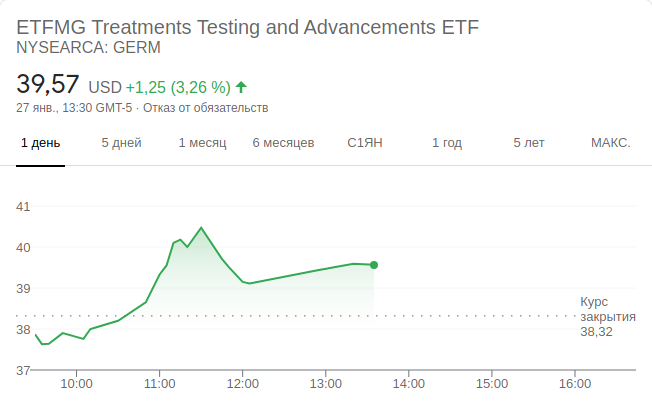 ETFMG Treatments Testing and Advancements ETF
NYSEARCA: GERM
39,57 USD +1,25 (3,26 %)
27 янв., 13:30 GMT-5 · Отказ от обязательств
1 день 5 дней 1 месяц 6 месяцев С1ЯН 1 год 5 лет МАКС.
41
40
39
38
37
Курс
закрытия
38,32
10:00 11:00 12:00 13:00 14:00 15:00 16:00